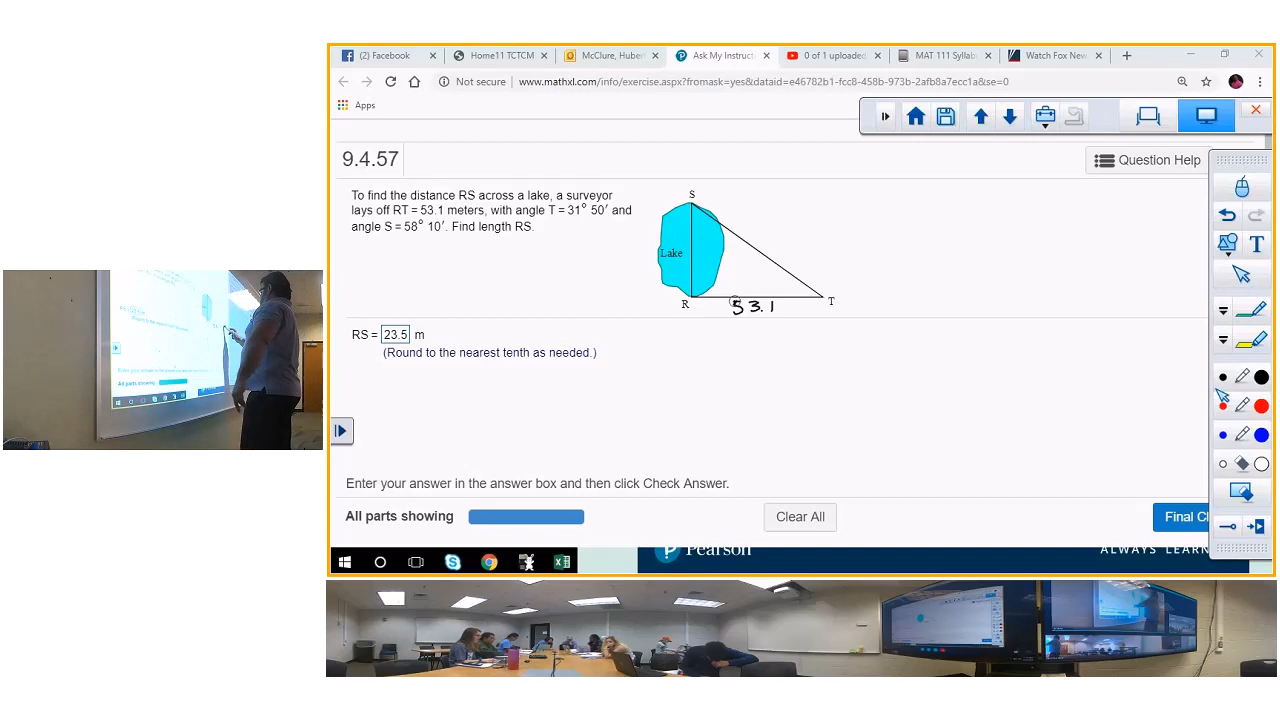 (2) Facebook
Home11 TCTCM
McClure, Huber
Ask My Instruct
0 of 1 uploaded
MAT 111 Syllab
Watch Fox New
Not secure
www.mathxl.com/info/exercise.aspx?fromask=yes&dataid=e46782b1-fcc8-458b-973b-2afb8a7ecc1a&se=0
Apps
9.4.57
Question Help
To find the distance RS across a lake, a surveyor
lays off RT = 53.1 meters, with angle T = 31° 50′ and
angle S = 58° 10′. Find length RS.
S
Lake
R
T
53.1
RS = 23.5 m
(Round to the nearest tenth as needed.)
T
Enter your answer in the answer box and then click Check Answer.
All parts showing
Clear All
Final C
Pearson
ALWAYS LEARN
All parts showing